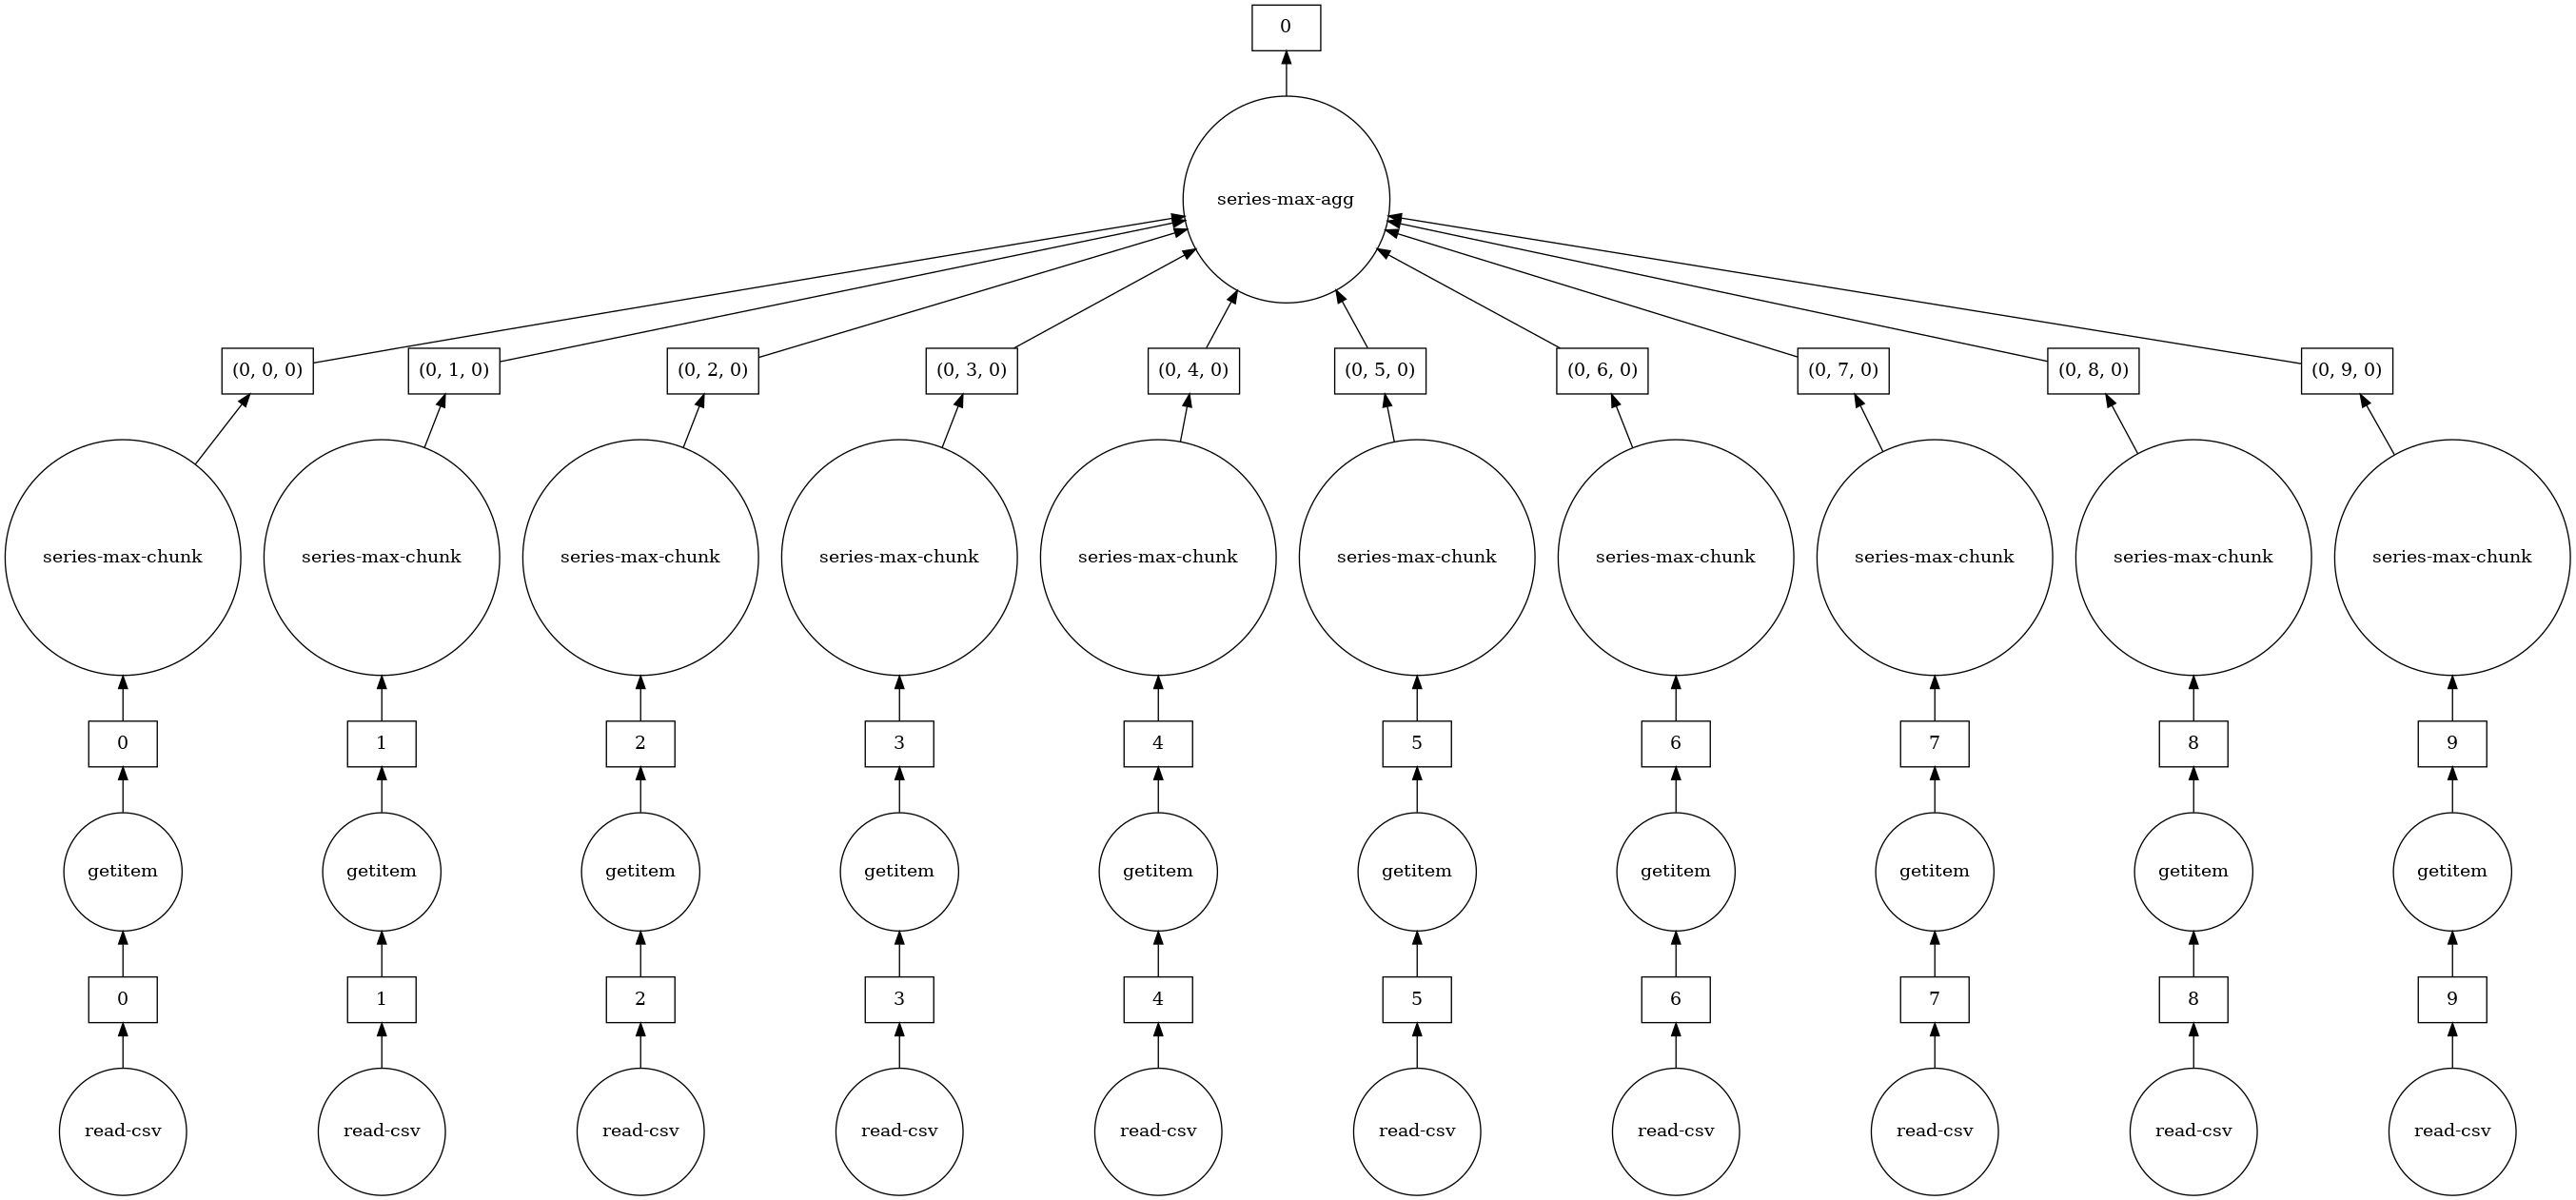 0
series-max-agg
(0, 0, 0) (0, 1, 0) (0, 2, 0) (0, 3, 0) (0, 4, 0) (0, 5, 0) (0, 6, 0) (0, 7, 0) (0, 8, 0) (0, 9, 0)
series-max-chunk series-max-chunk series-max-chunk series-max-chunk series-max-chunk series-max-chunk series-max-chunk series-max-chunk series-max-chunk series-max-chunk
0 1 2 3 4 5 6 7 8 9
getitem getitem getitem getitem getitem getitem getitem getitem getitem getitem
0 1 2 3 4 5 6 7 8 9
read-csv read-csv read-csv read-csv read-csv read-csv read-csv read-csv read-csv read-csv